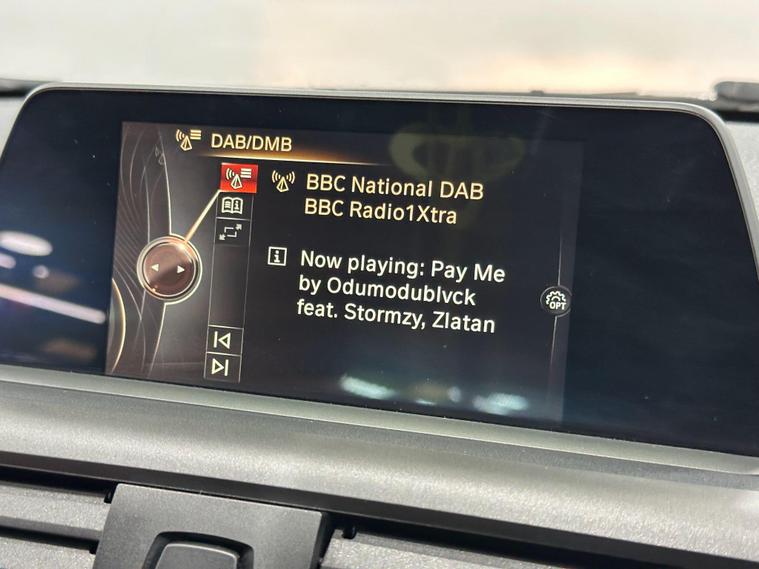 DAB/DMB
BBC National DAB
BBC Radio1Xtra
Now playing: Pay Me
by Odumodublvck
feat. Stormzy, Zlatan
OPT